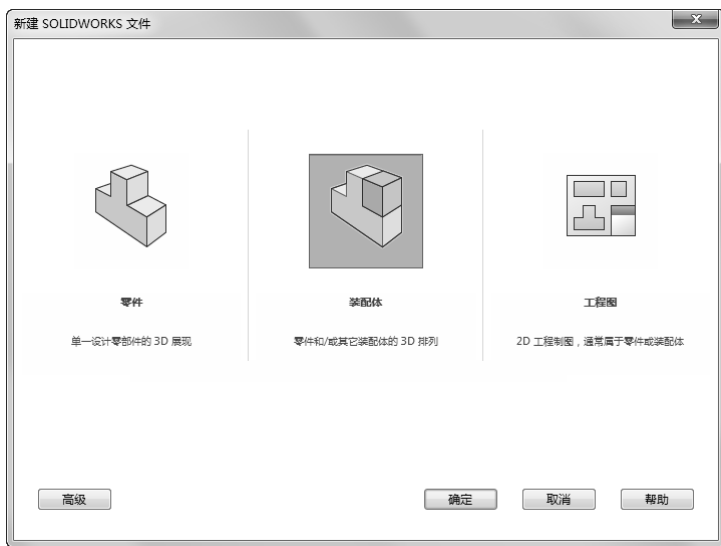 新建 SOLIDWORKS 文件
零件
装配体
工程图
单一设计零部件的 3D 展现
零件和/或其它装配体的 3D 排列
2D 工程制图，通常属于零件或装配体
高级
确定
取消
帮助